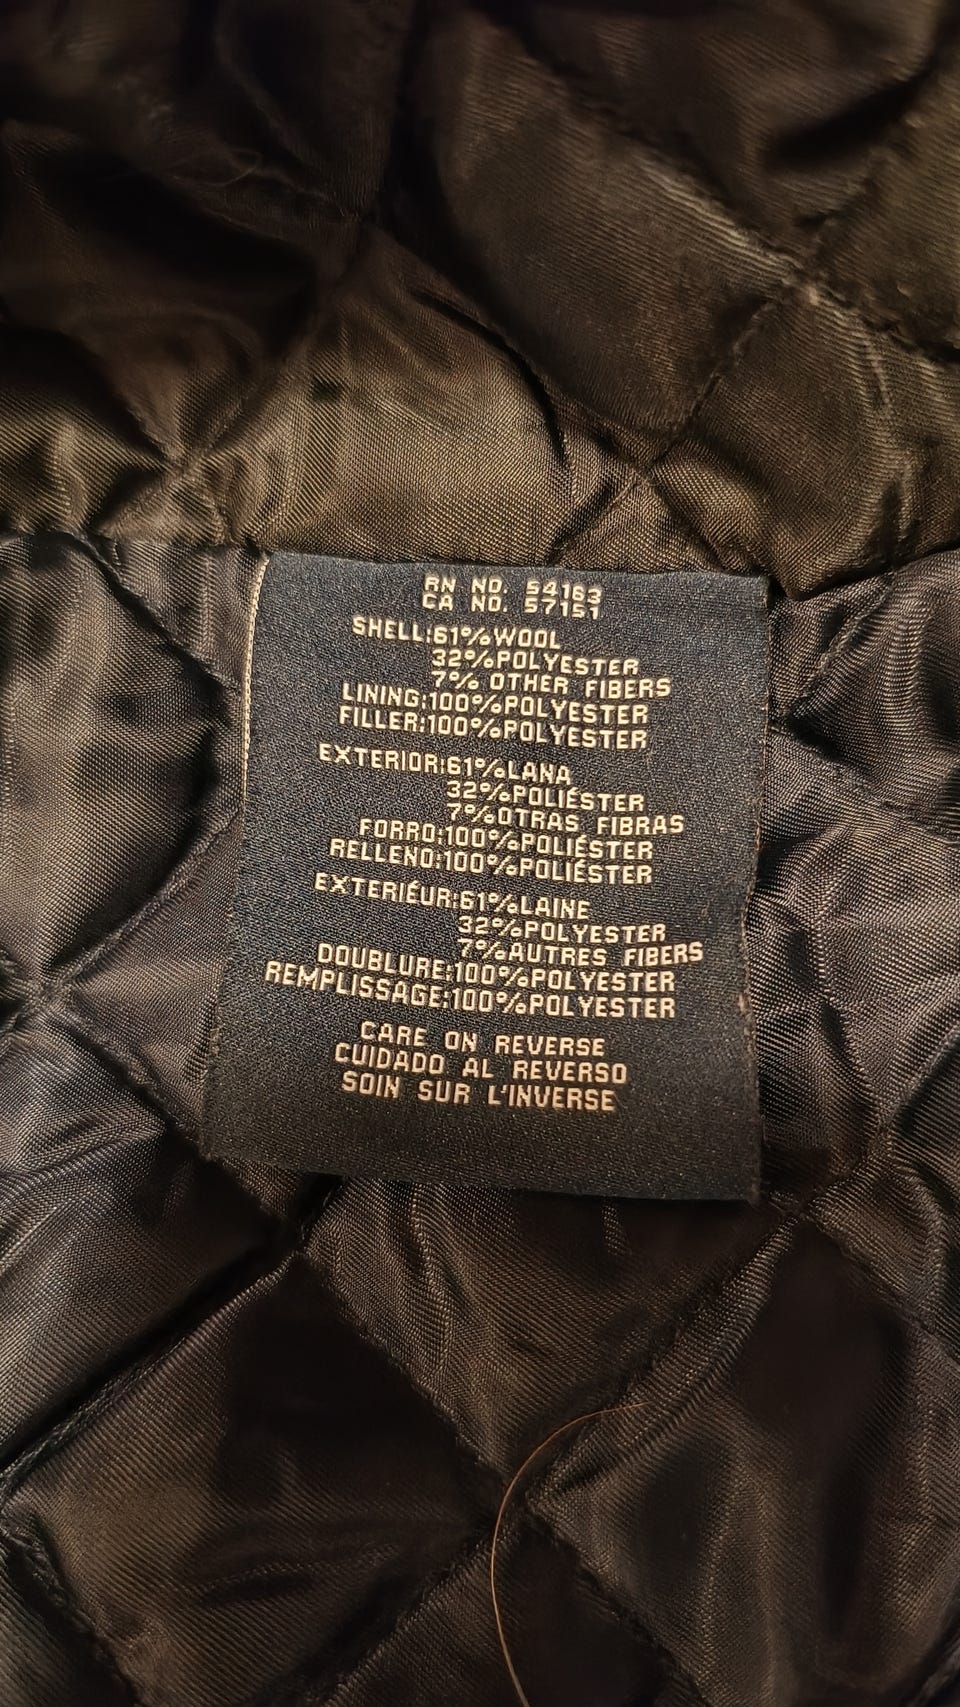 RN NO. 54163
CA NO. 57151
SHELL:61%WOOL
32%POLYESTER
7% OTHER FIBERS
LINING:100%POLYESTER
FILLER:100%POLYESTER
EXTERIOR:61%LANA
32%POLIÉSTER
7%OTRAS FIBRAS
FORRO:100%POLIÉSTER
RELLENO:100%POLIÉSTER
EXTERIÉUR:61%LAINE
32%POLYESTER
7%AUTRES FIBERS
DOUBLURE:100%POLYESTER
REMPLISSAGE:100%POLYESTER
CARE ON REVERSE
CUIDADO AL REVERSO
SOIN SUR L'INVERSE